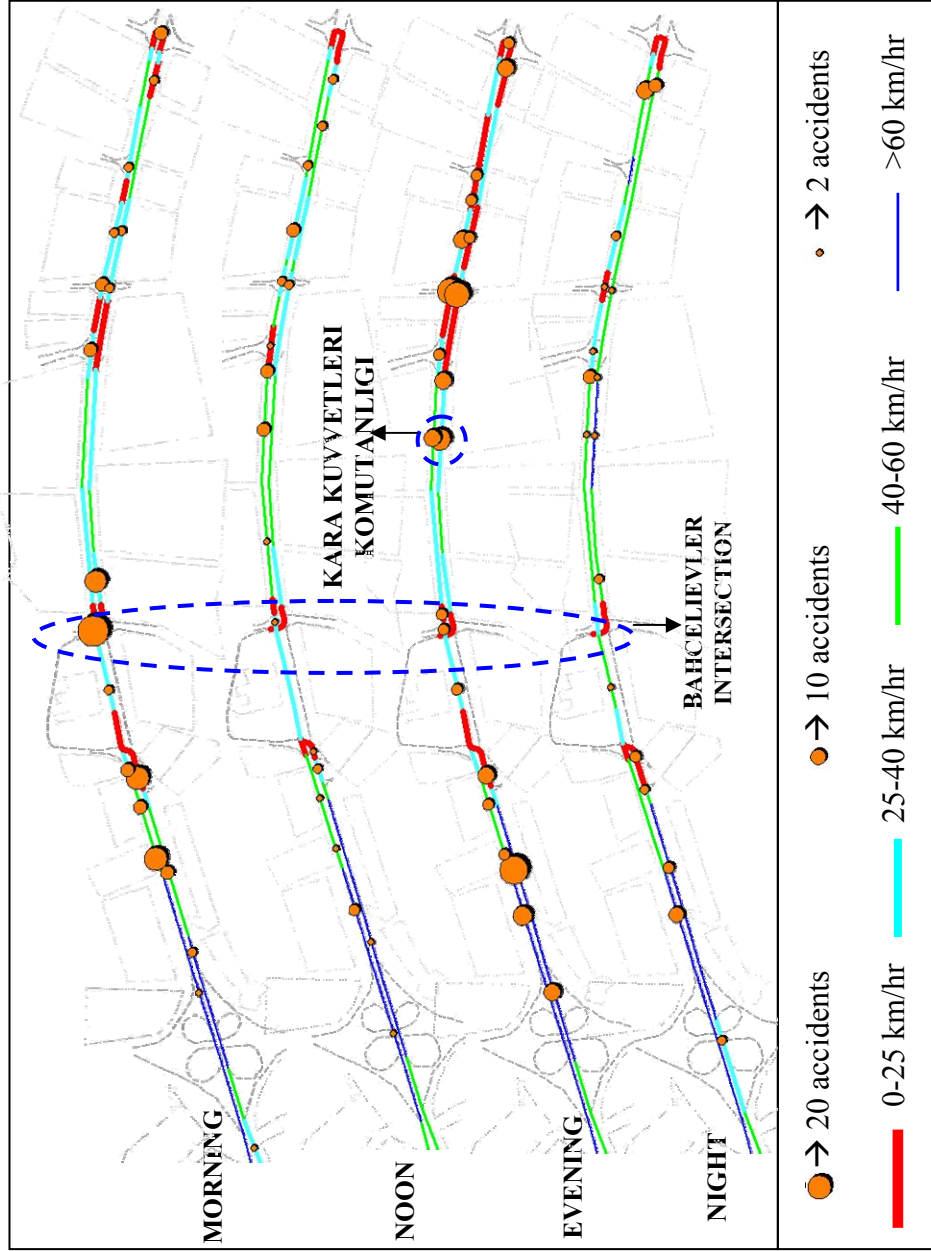 MORNING
NOON
EVENING
NIGHT
KARA KUVVETLERİ
KOMUTANLIGI
BAHCELIEVLER
INTERSECTION
→ 20 accidents
→ 10 accidents
→ 2 accidents
0-25 km/hr
25-40 km/hr
40-60 km/hr
>60 km/hr